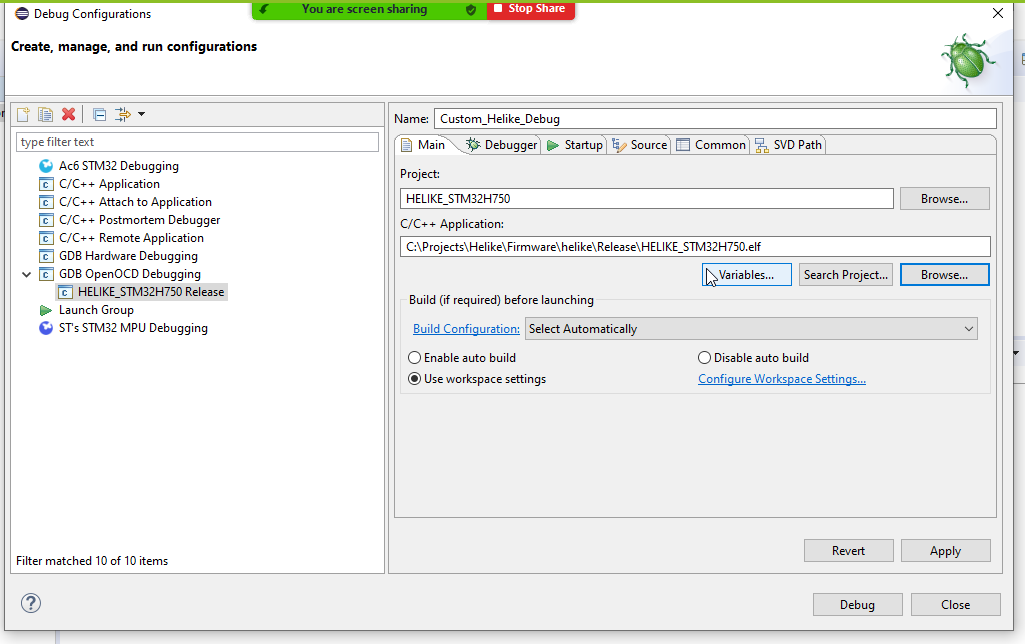 Debug Configurations
You are screen sharing
Stop Share
Create, manage, and run configurations
type filter text
Ac6 STM32 Debugging
C/C++ Application
C/C++ Attach to Application
C/C++ Postmortem Debugger
C/C++ Remote Application
GDB Hardware Debugging
GDB OpenOCD Debugging
HELIKE_STM32H750 Release
Launch Group
ST's STM32 MPU Debugging
Filter matched 10 of 10 items
Name: Custom_Helike_Debug
Main Debugger Startup Source Common SVD Path
Project:
HELIKE_STM32H750 Browse...
C/C++ Application:
C:\Projects\Helike\Firmware\helike\Release\HELIKE_STM32H750.elf
Variables... Search Project... Browse...
Build (if required) before launching
Build Configuration: Select Automatically
Enable auto build Disable auto build
Use workspace settings Configure Workspace Settings...
Revert Apply
Debug Close